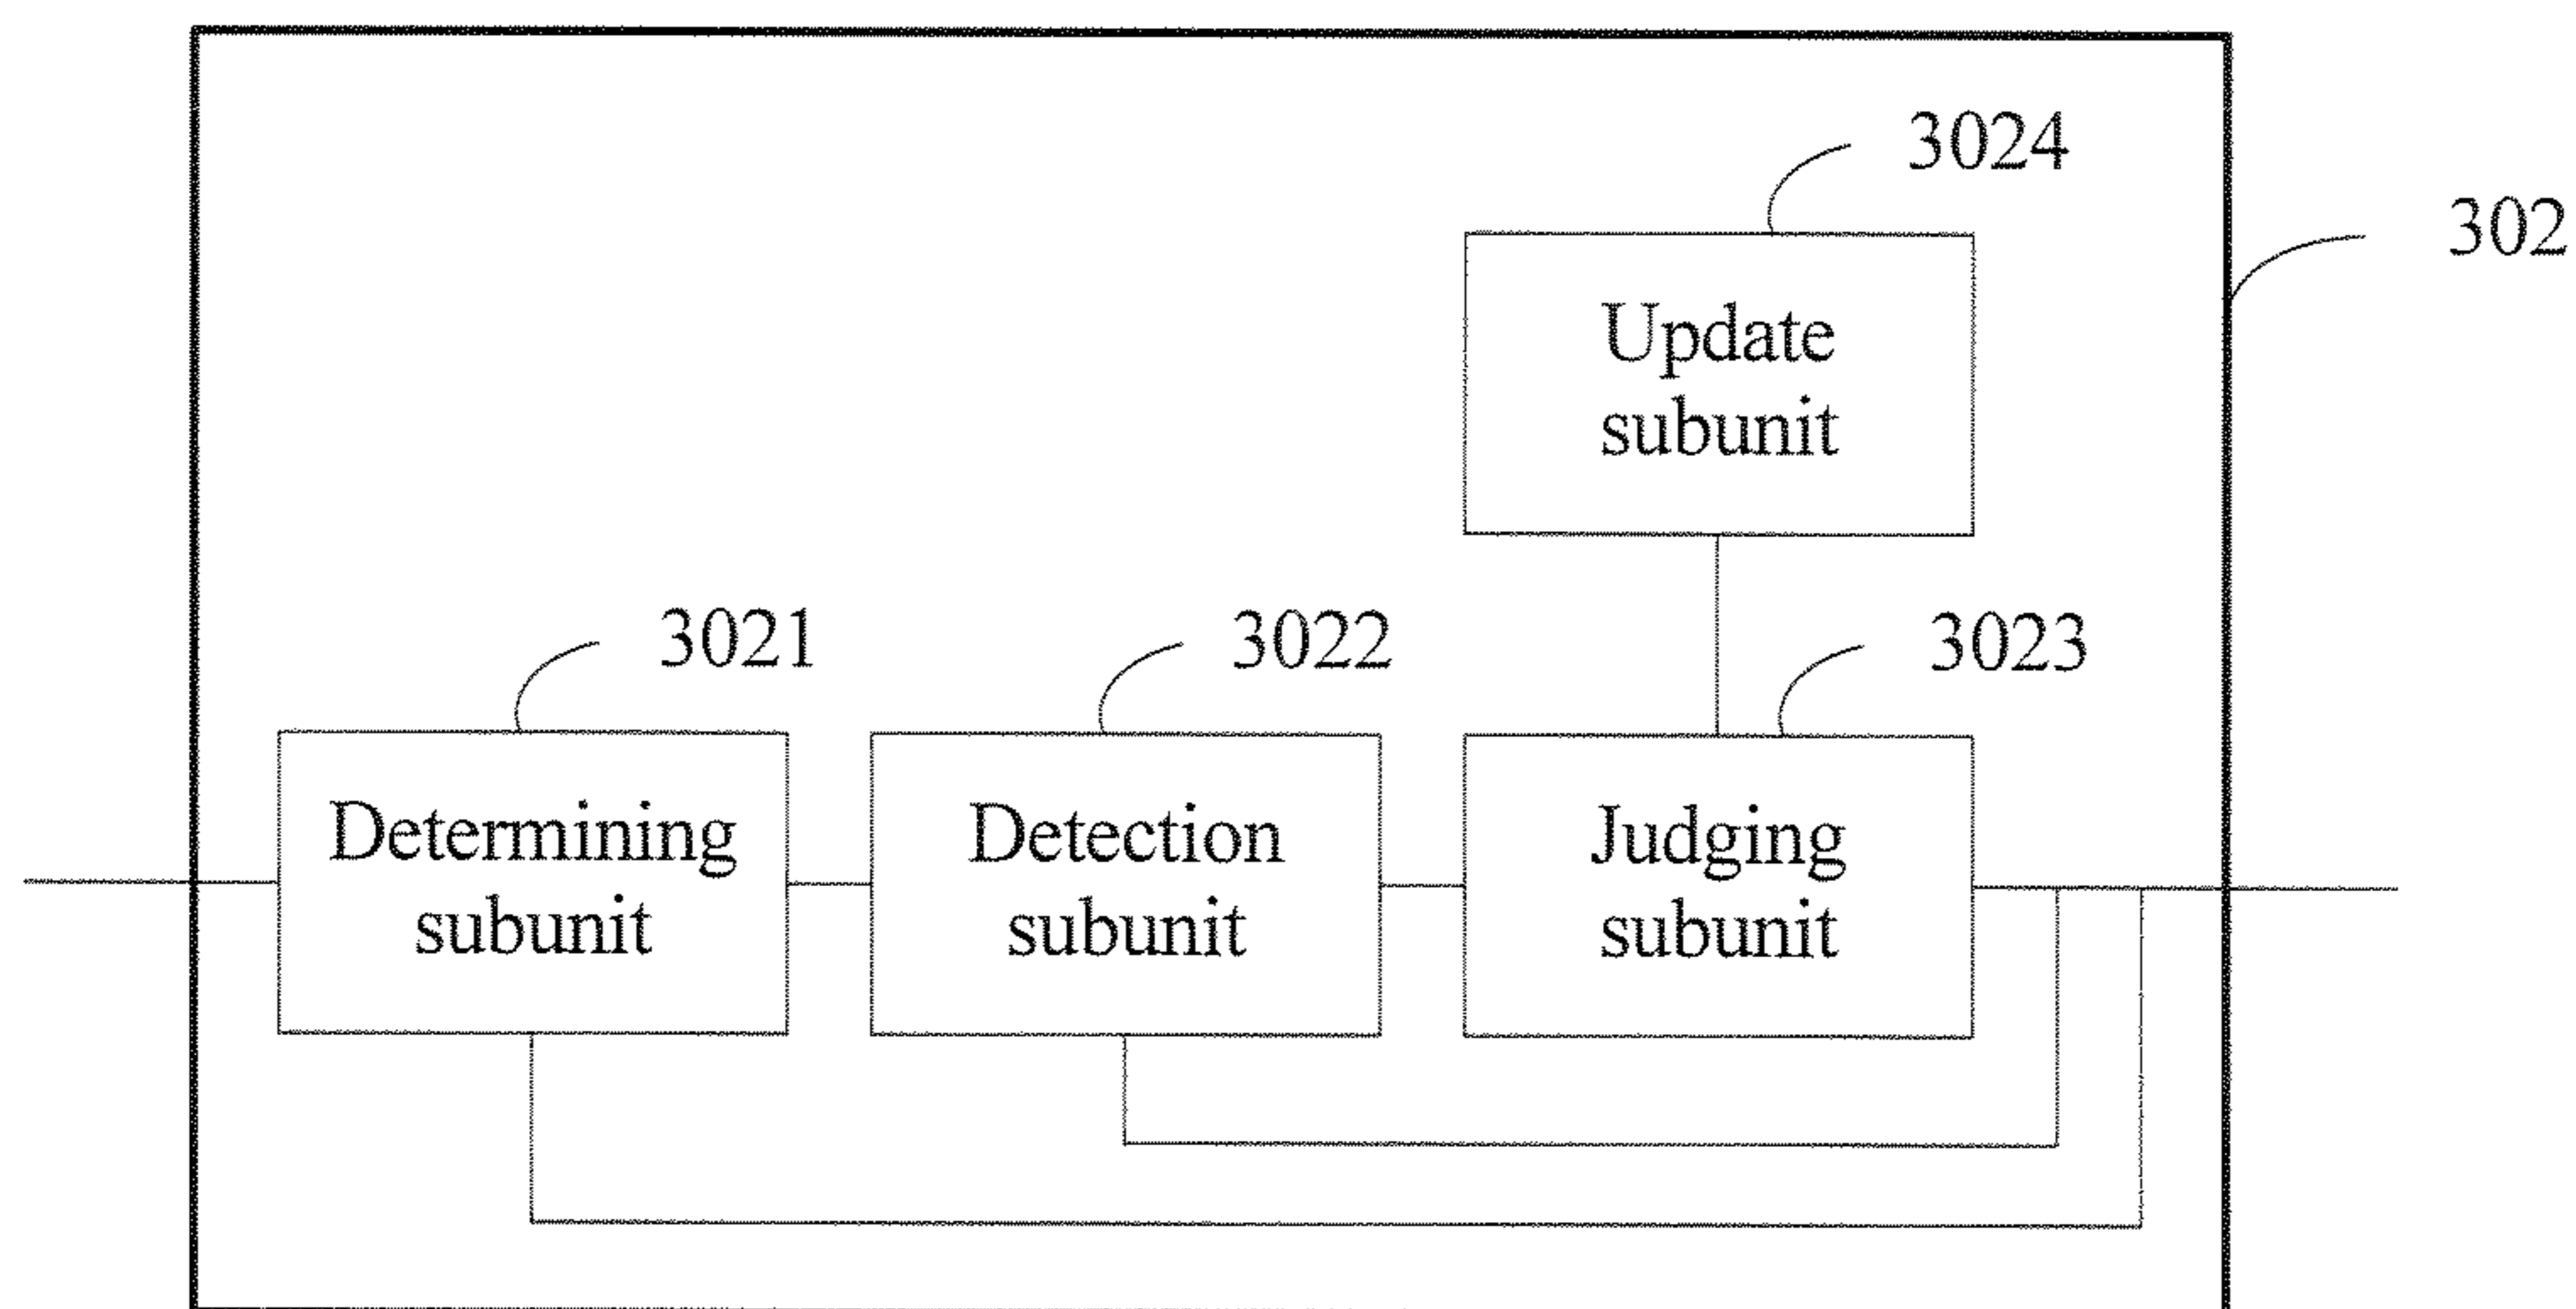 3024
302
Update
subunit
3021
3022
3023
Determining
subunit
Detection
subunit
Judging
subunit